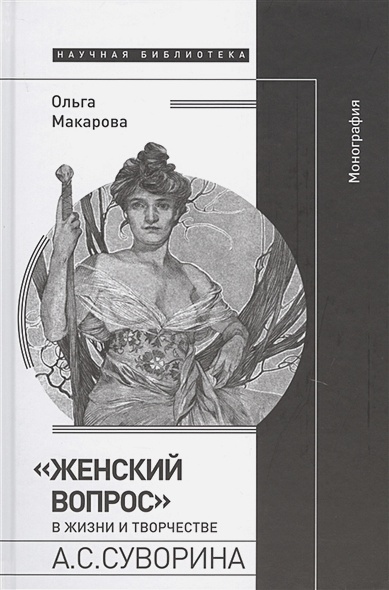 НАУЧНАЯ БИБЛИОТЕКА
Ольга
Макарова
Монография
«ЖЕНСКИЙ
ВОПРОС»
В ЖИЗНИ И ТВОРЧЕСТВЕ
А.С.СУВОРИНА